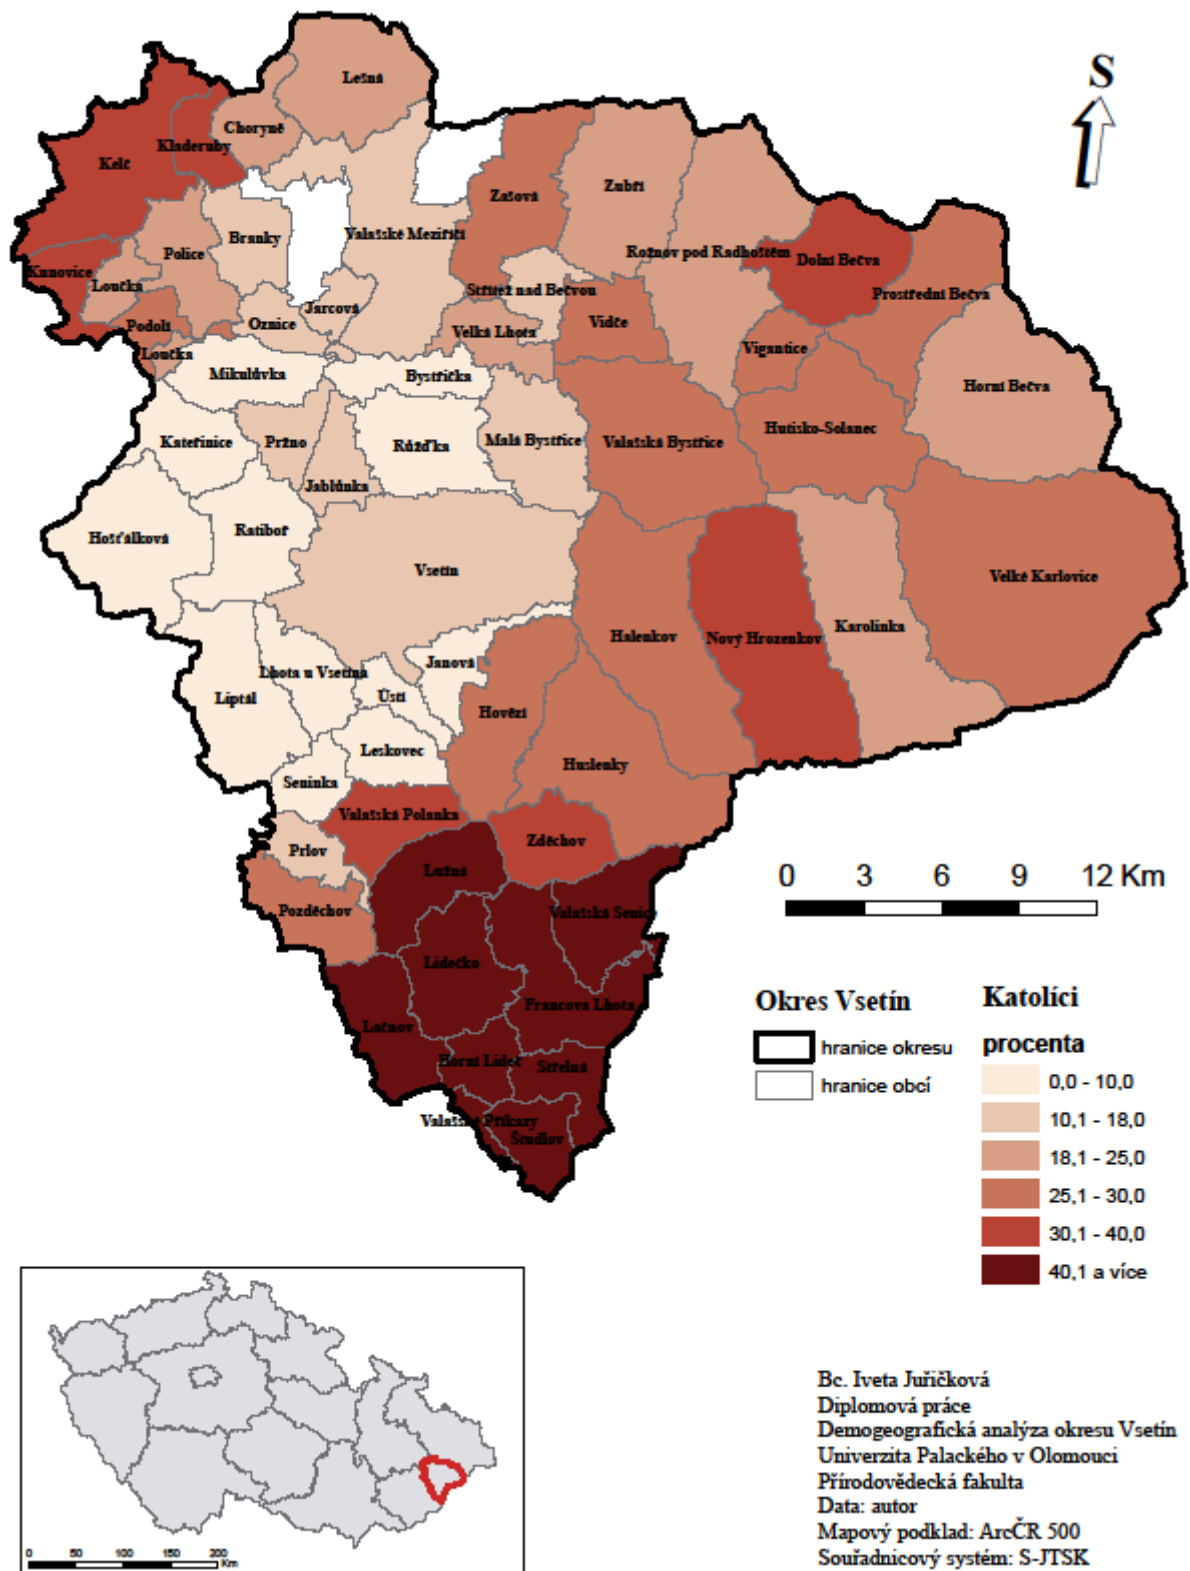 S
Lešná
Choryně
Kladeruby
Kelč
Zašová
Zubří
Branky
Valašské Meziříčí
Police
Rožnov pod Radhoštěm
Dolní Bečva
Kunovice
Loučka
Střítež nad Bečvou
Prostřední Bečva
Jarcová
Podolí
Oznice
Velká Lhota
Vidče
Vigantice
Loučka
Mikulůvka
Bystřička
Horní Bečva
Kateřinice
Pržno
Růžďka
Malá Bystřice
Valašská Bystřice
Hutisko-Solanec
Jablůnka
Hošťálková
Ratiboř
Vsetín
Velké Karlovice
Halenkov
Nový Hrozenkov
Karolinka
Lhota u Vsetína
Janová
Liptál
Ústí
Hovězí
Leskovec
Seninka
Huslenky
Valašská Polanka
Zděchov
Prlov
Lužná
Pozděchov
Valašská Senice
Lidečko
Francova Lhota
Lačnov
Horní Lideč
Střelná
Valašské Příkazy
Študlov
0 3 6 9 12 Km
Okres Vsetín
hranice okresu
hranice obcí
Katolíci
procenta
0,0 - 10,0
10,1 - 18,0
18,1 - 25,0
25,1 - 30,0
30,1 - 40,0
40,1 a více
0 50 100 150 200
Km
Bc. Iveta Juřičková
Diplomová práce
Demogeografická analýza okresu Vsetín
Univerzita Palackého v Olomouci
Přírodovědecká fakulta
Data: autor
Mapový podklad: ArcČR 500
Souřadnicový systém: S-JTSK